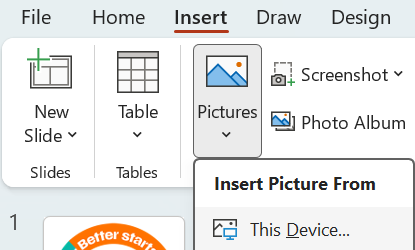 File Home Insert Draw Design
New Slide
Table
Pictures
Screenshot
Photo Album
Slides
Tables
Insert Picture From
This Device...
1
Better